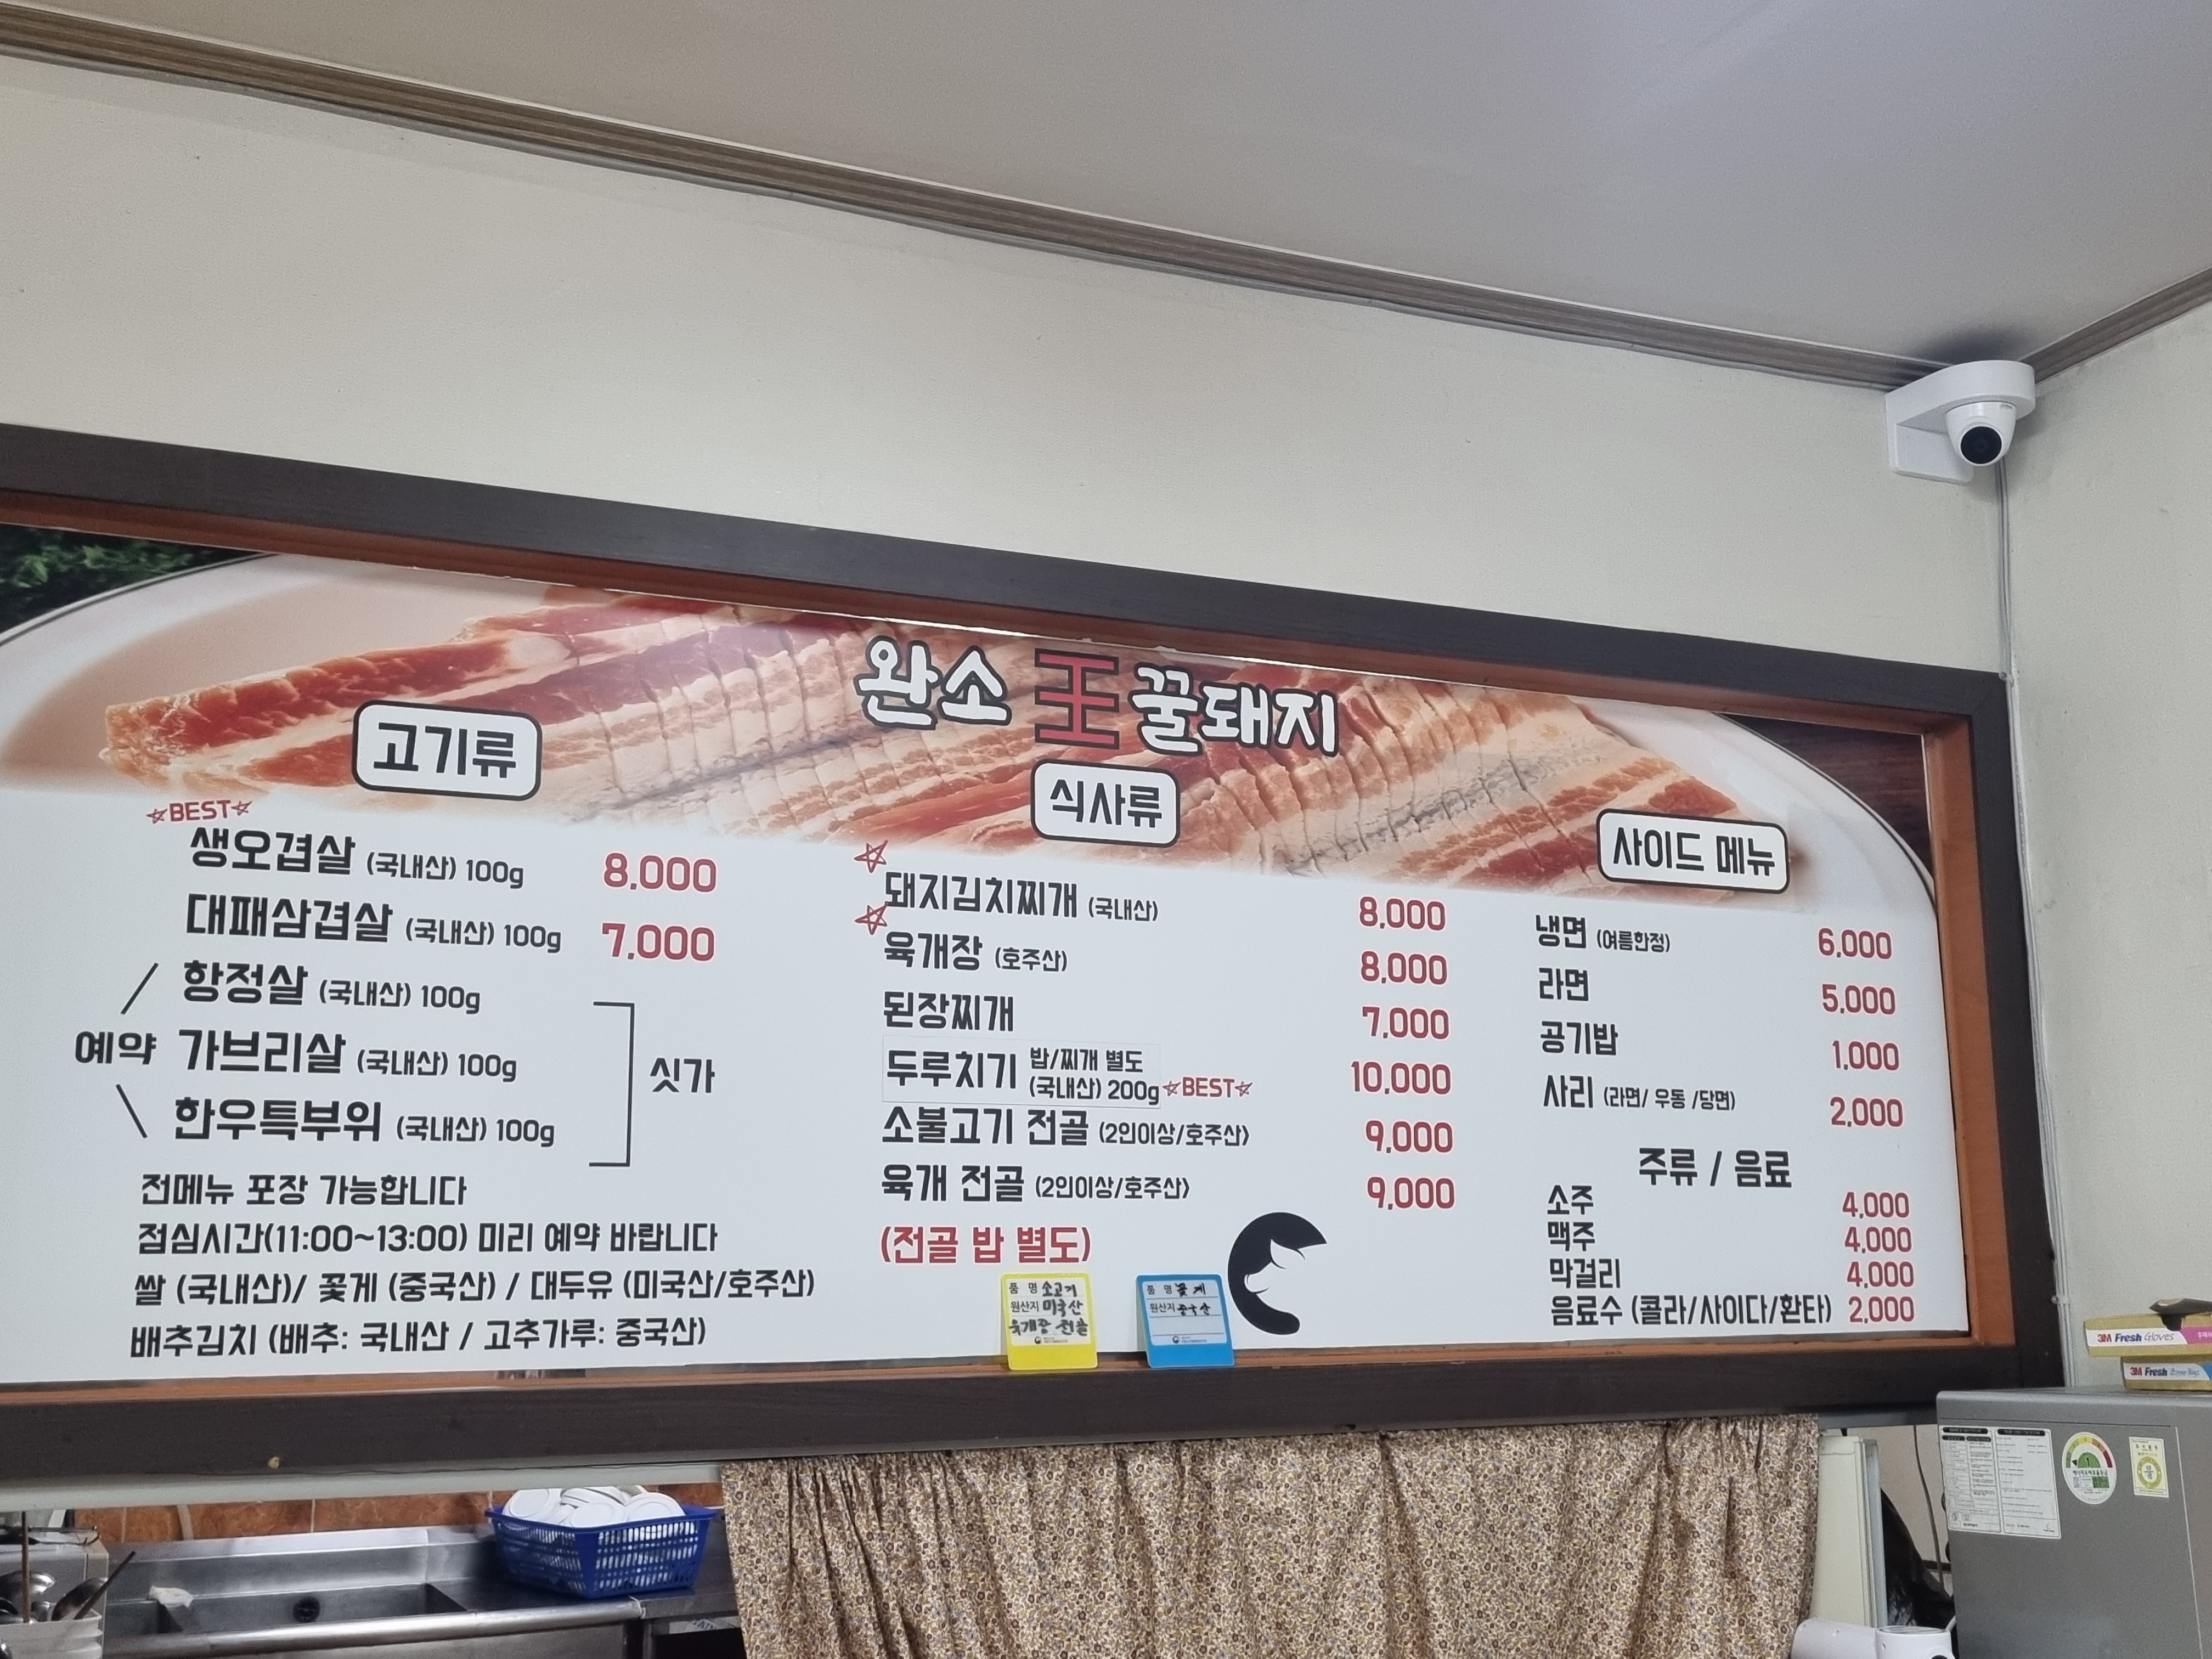 완소 王 꿀돼지
고기류
☆BEST☆
생오겹살 (국내산) 100g 8,000
대패삼겹살 (국내산) 100g 7,000
항정살 (국내산) 100g
예약 가브리살 (국내산) 100g 싯가
한우특부위 (국내산) 100g
전메뉴 포장 가능합니다
점심시간(11:00~13:00) 미리 예약 바랍니다
쌀 (국내산)/ 꽃게 (중국산) / 대두유 (미국산/호주산)
배추김치 (배추: 국내산 / 고추가루: 중국산)
식사류
☆ 돼지김치찌개 (국내산) 8,000
☆ 육개장 (호주산) 8,000
된장찌개 7,000
두루치기 밥/찌개 별도 (국내산) 200g ☆BEST☆ 10,000
소불고기 전골 (2인이상/호주산) 9,000
육개 전골 (2인이상/호주산) 9,000
(전골 밥 별도)
품 명 소고기
원산지 미국산
육개장 전골
품 명 꽃게
원산지 중국산
사이드 메뉴
냉면 (여름한정) 6,000
라면 5,000
공기밥 1,000
사리 (라면/ 우동 /당면) 2,000
주류 / 음료
소주 4,000
맥주 4,000
막걸리 4,000
음료수 (콜라/사이다/환타) 2,000
3M Fresh Gloves
3M Fresh